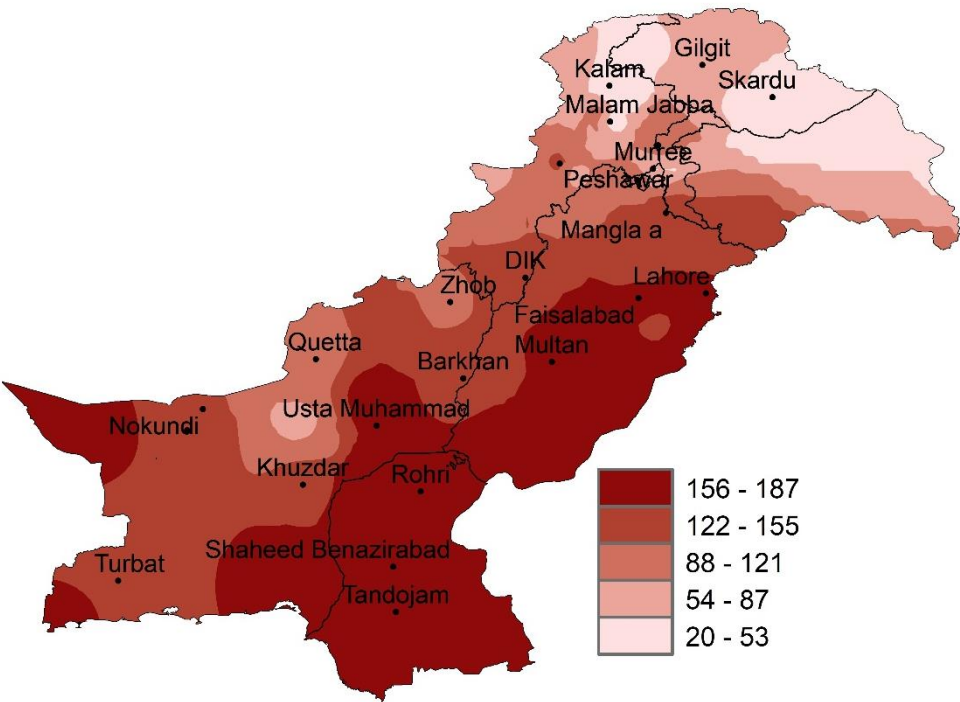 Gilgit
Kalam
Skardu
Malam Jabba
Murree
Peshawar
Mangla a
DIK
Lahore
Zhob
Faisalabad
Quetta
Multan
Barkhan
Usta Muhammad
Nokundi
Khuzdar
Rohri
Shaheed Benazirabad
Turbat
Tandojam
156 - 187
122 - 155
88 - 121
54 - 87
20 - 53